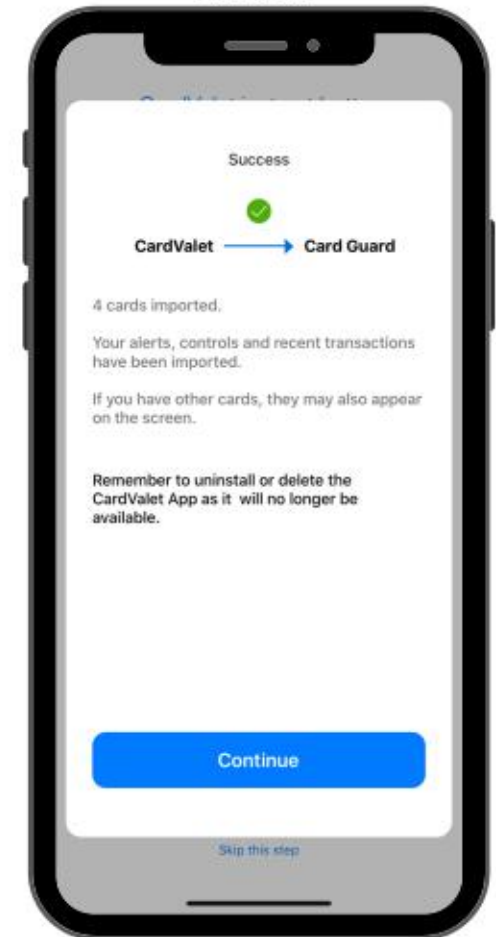 Success
CardValet Card Guard
4 cards imported.
Your alerts, controls and recent transactions
have been imported.
If you have other cards, they may also appear
on the screen.
Remember to uninstall or delete the
CardValet App as it will no longer be
available.
Continue
Skip this step